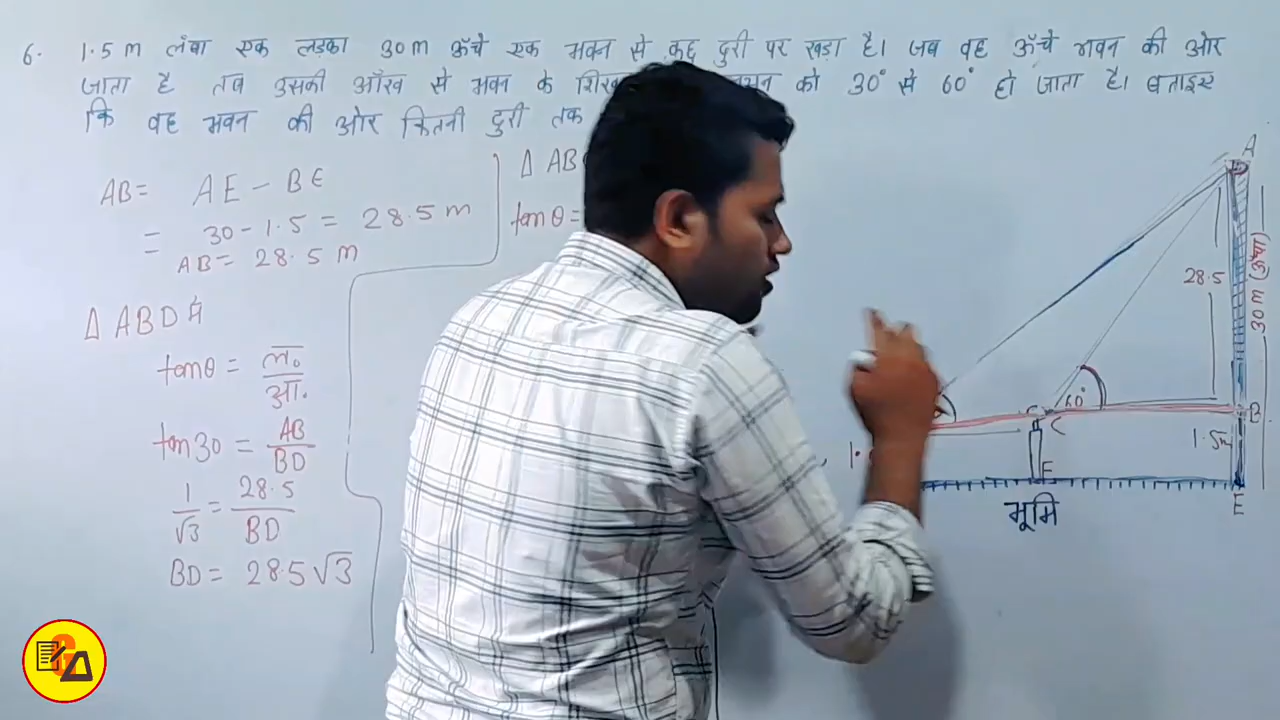 6. 1.5 m लंबा एक लड़का 30 m ऊँचे एक भवन से कुछ दुरी पर खड़ा है। जब वह ऊँचे भवन की ओर
जाता है तब उसकी आँख से भवन के को 30° से 60° हो जाता है। बताइए
कि वह भवन की ओर कितनी दुरी तक
AB = AE - BE
= 30 - 1.5 = 28.5 m
AB = 28.5 m
Δ ABD में
tanθ = ल०/आ.
tan 30 = AB/BD
1/√3 = 28.5/BD
BD = 28.5√3
Δ AB
tanθ =
A
28.5
30 m (ऊँचा)
60°
C
B
1.5m
E
F
भूमि